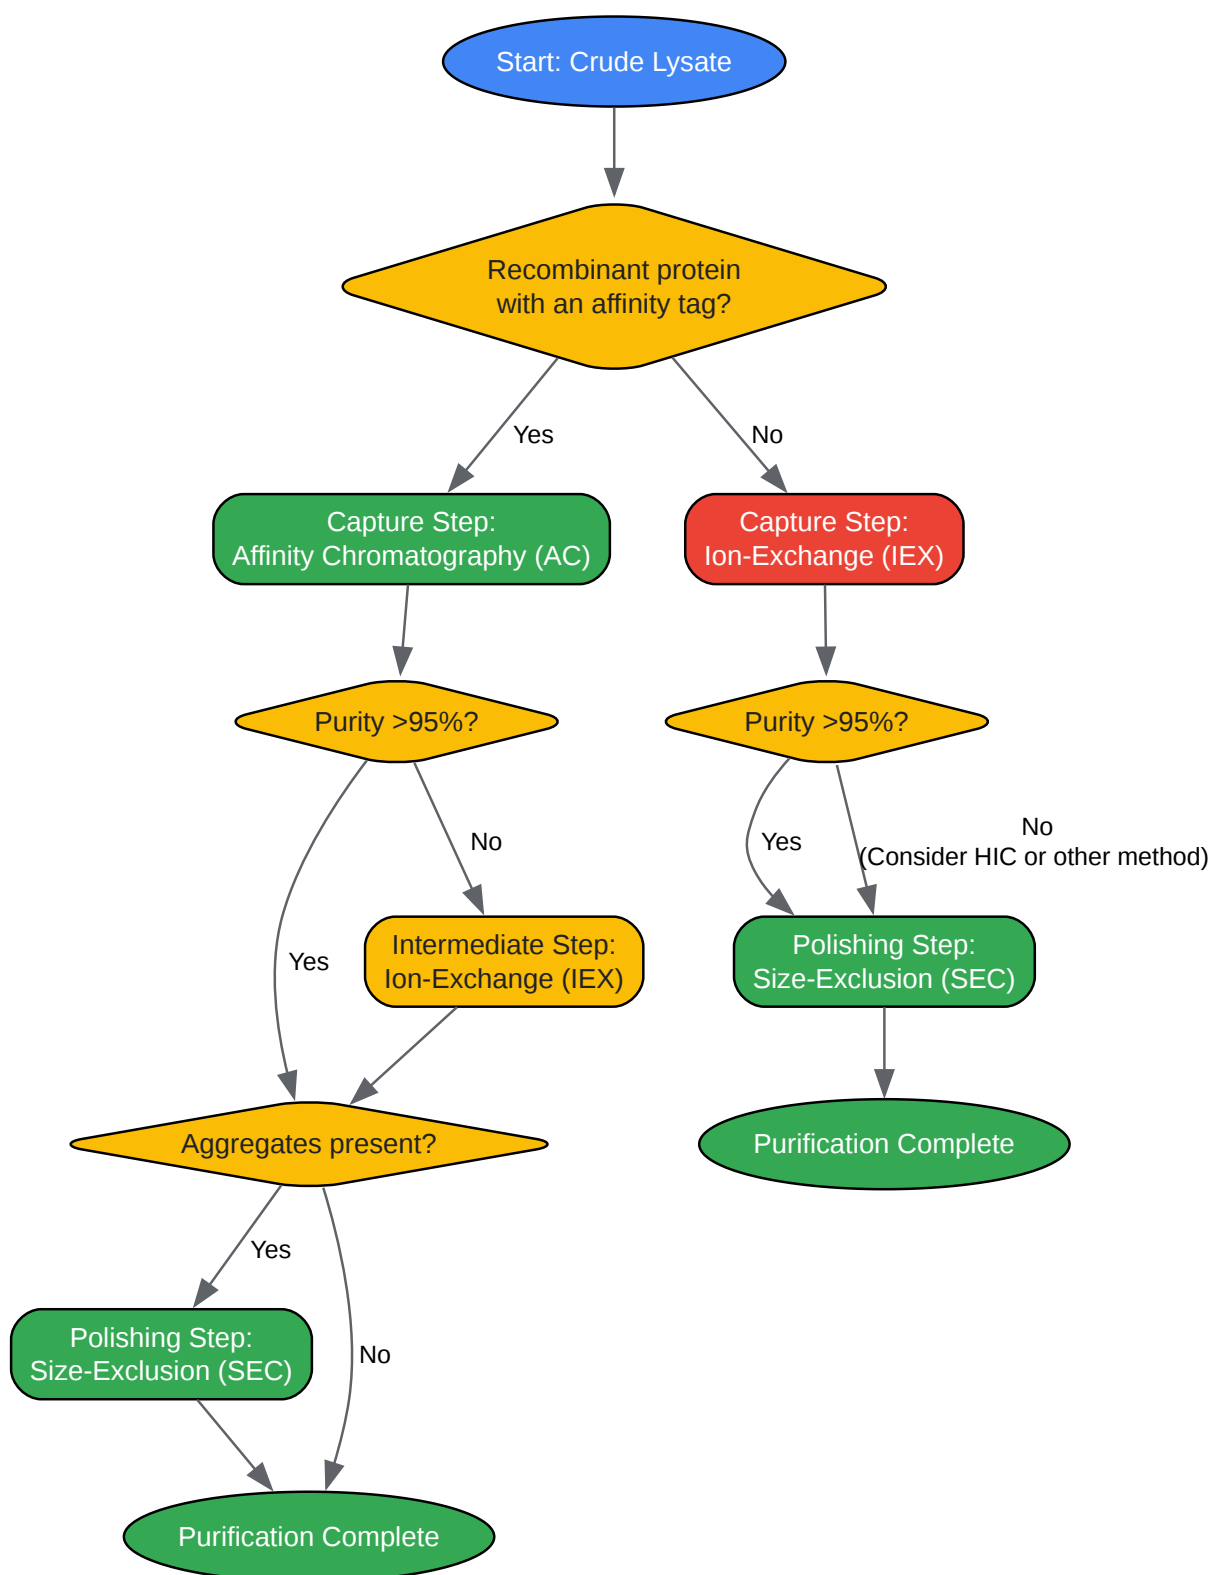 Start: Crude Lysate
Recombinant protein
with an affinity tag?
Yes
No
Capture Step:
Affinity Chromatography (AC)
Capture Step:
Ion-Exchange (IEX)
Purity >95%?
Purity >95%?
No
Yes
No
(Consider HIC or other method)
Yes
Intermediate Step:
Ion-Exchange (IEX)
Polishing Step:
Size-Exclusion (SEC)
Aggregates present?
Purification Complete
Yes
No
Polishing Step:
Size-Exclusion (SEC)
Purification Complete